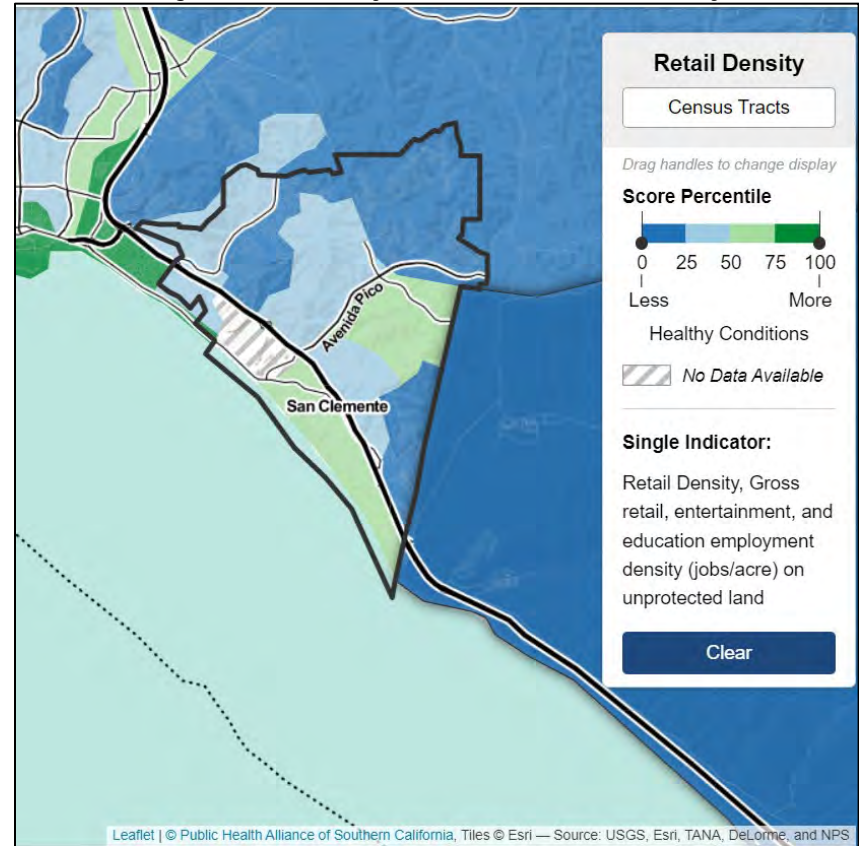 Retail Density
Census Tracts
Drag handles to change display
Score Percentile
0 25 50 75 100
Less More
Healthy Conditions
No Data Available
Single Indicator:
Retail Density, Gross
retail, entertainment, and
education employment
density (jobs/acre) on
unprotected land
Clear
Avenida Pico
San Clemente
Leaflet | © Public Health Alliance of Southern California, Tiles © Esri — Source: USGS, Esri, TANA, DeLorme, and NPS